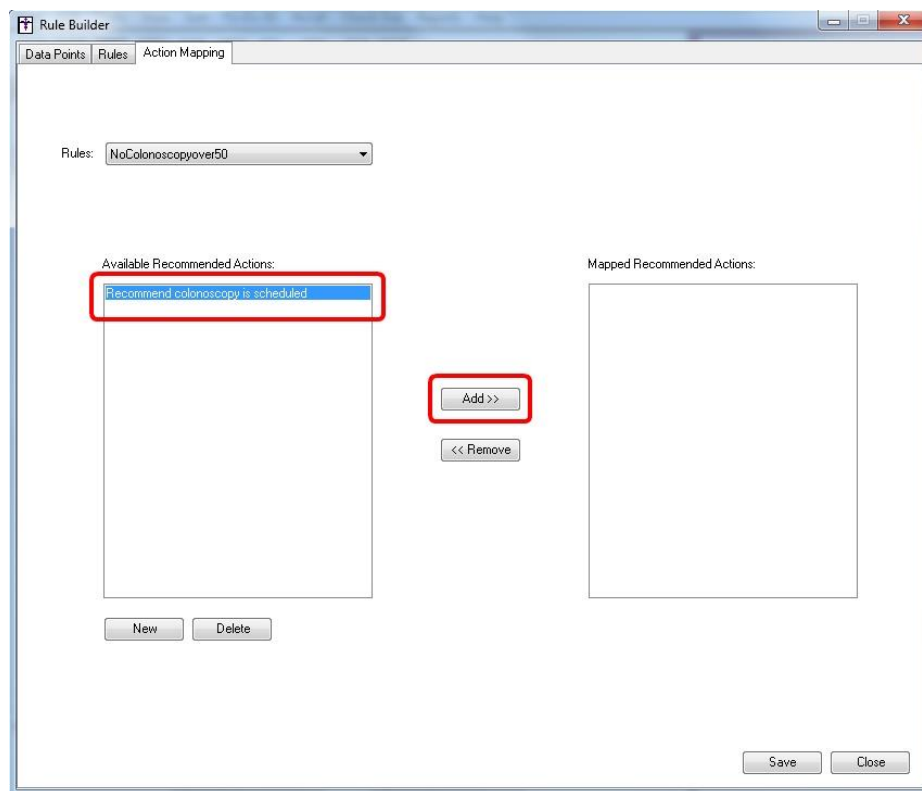 Rule Builder
Data Points Rules Action Mapping
Rules: NoColonoscopyover50
Available Recommended Actions: Mapped Recommended Actions:
Recommend colonoscopy is scheduled
Add >>
<< Remove
New Delete
Save Close